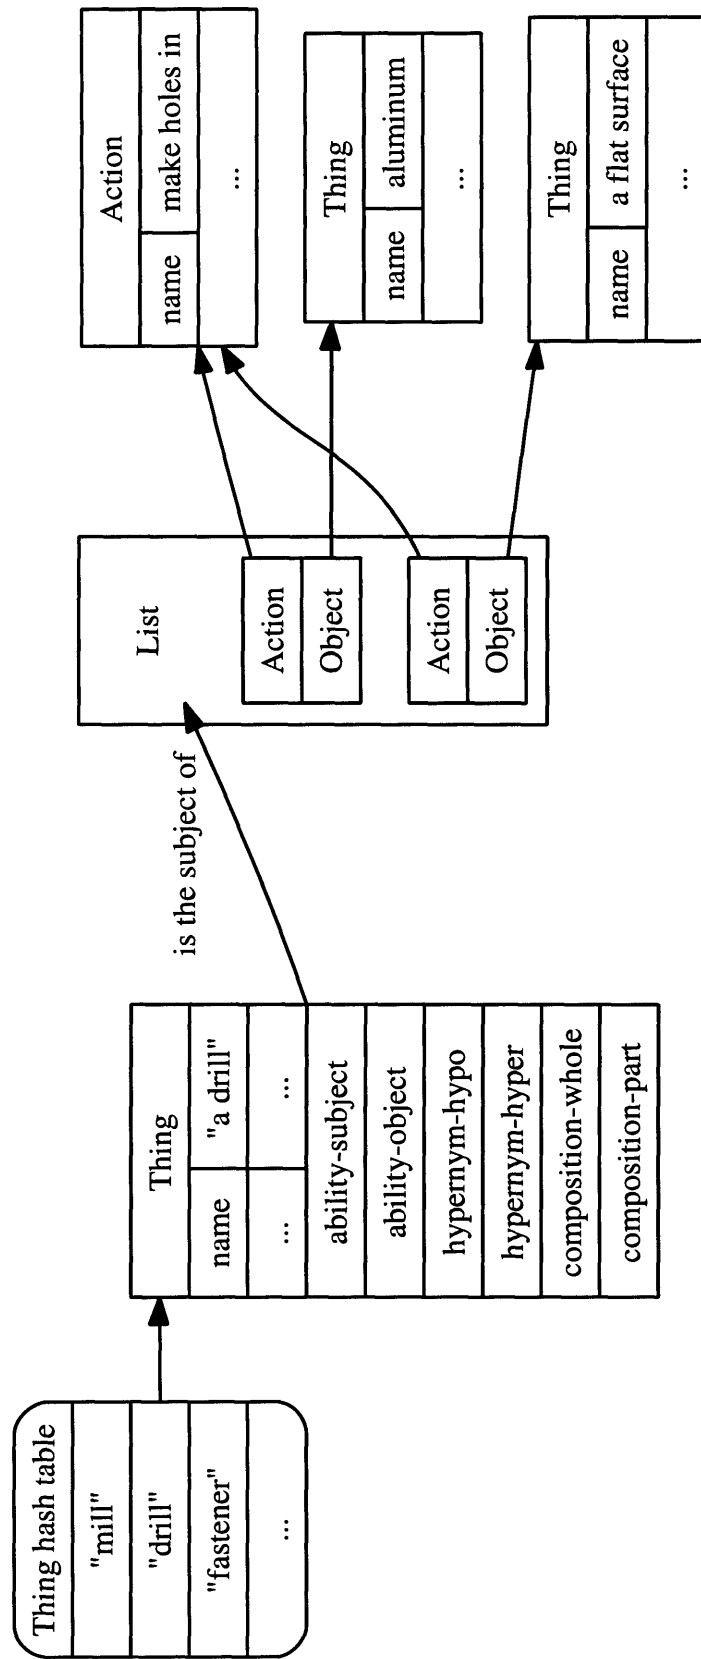 Thing hash table
"mill"
"drill"
"fastener"
...
Thing
name "a drill"
... ...
ability-subject
ability-object
hypernym-hypo
hypernym-hyper
composition-whole
composition-part
is the subject of
List
Action
Object
Action
Object
Action
name make holes in
...
Thing
name aluminum
...
Thing
name a flat surface
...